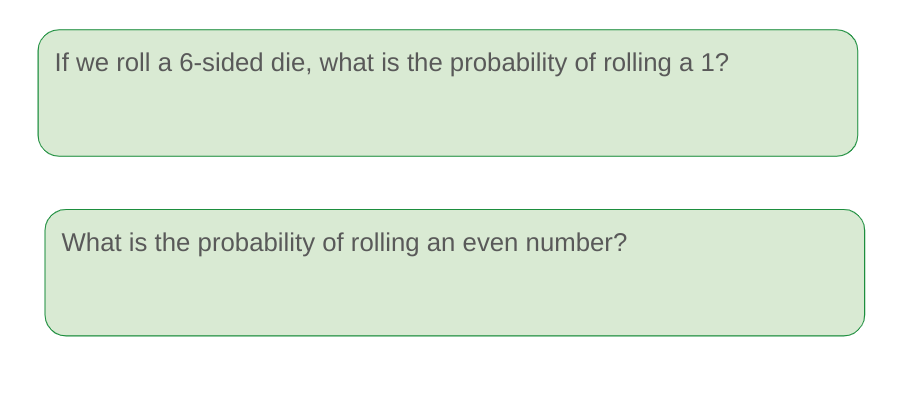 If we roll a 6-sided die, what is the probability of rolling a 1?
What is the probability of rolling an even number?